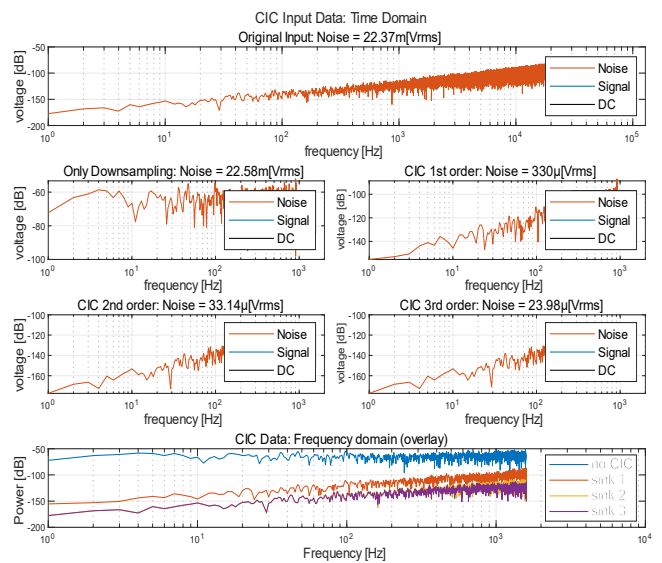 CIC Input Data: Time Domain
Original Input: Noise = 22.37m[Vrms]
voltage [dB]
-50
-100
-150
-200
10^0 10^1 10^2 10^3 10^4 10^5
frequency [Hz]
Noise
Signal
DC
Only Downsampling: Noise = 22.58m[Vrms]
voltage [dB]
-60
-80
-100
10^0 10^1 10^2 10^3
frequency [Hz]
Noise
Signal
DC
CIC 1st order: Noise = 330μ[Vrms]
voltage [dB]
-100
-120
-140
10^0 10^1 10^2 10^3
frequency [Hz]
Noise
Signal
DC
CIC 2nd order: Noise = 33.14μ[Vrms]
voltage [dB]
-100
-120
-140
-160
10^0 10^1 10^2 10^3
frequency [Hz]
Noise
Signal
DC
CIC 3rd order: Noise = 23.98μ[Vrms]
voltage [dB]
-100
-120
-140
-160
10^0 10^1 10^2 10^3
frequency [Hz]
Noise
Signal
DC
CIC Data: Frequency domain (overlay)
Power [dB]
-50
-100
-150
-200
10^0 10^1 10^2 10^3 10^4
Frequency [Hz]
no CIC
sink 1
sink 2
sink 3